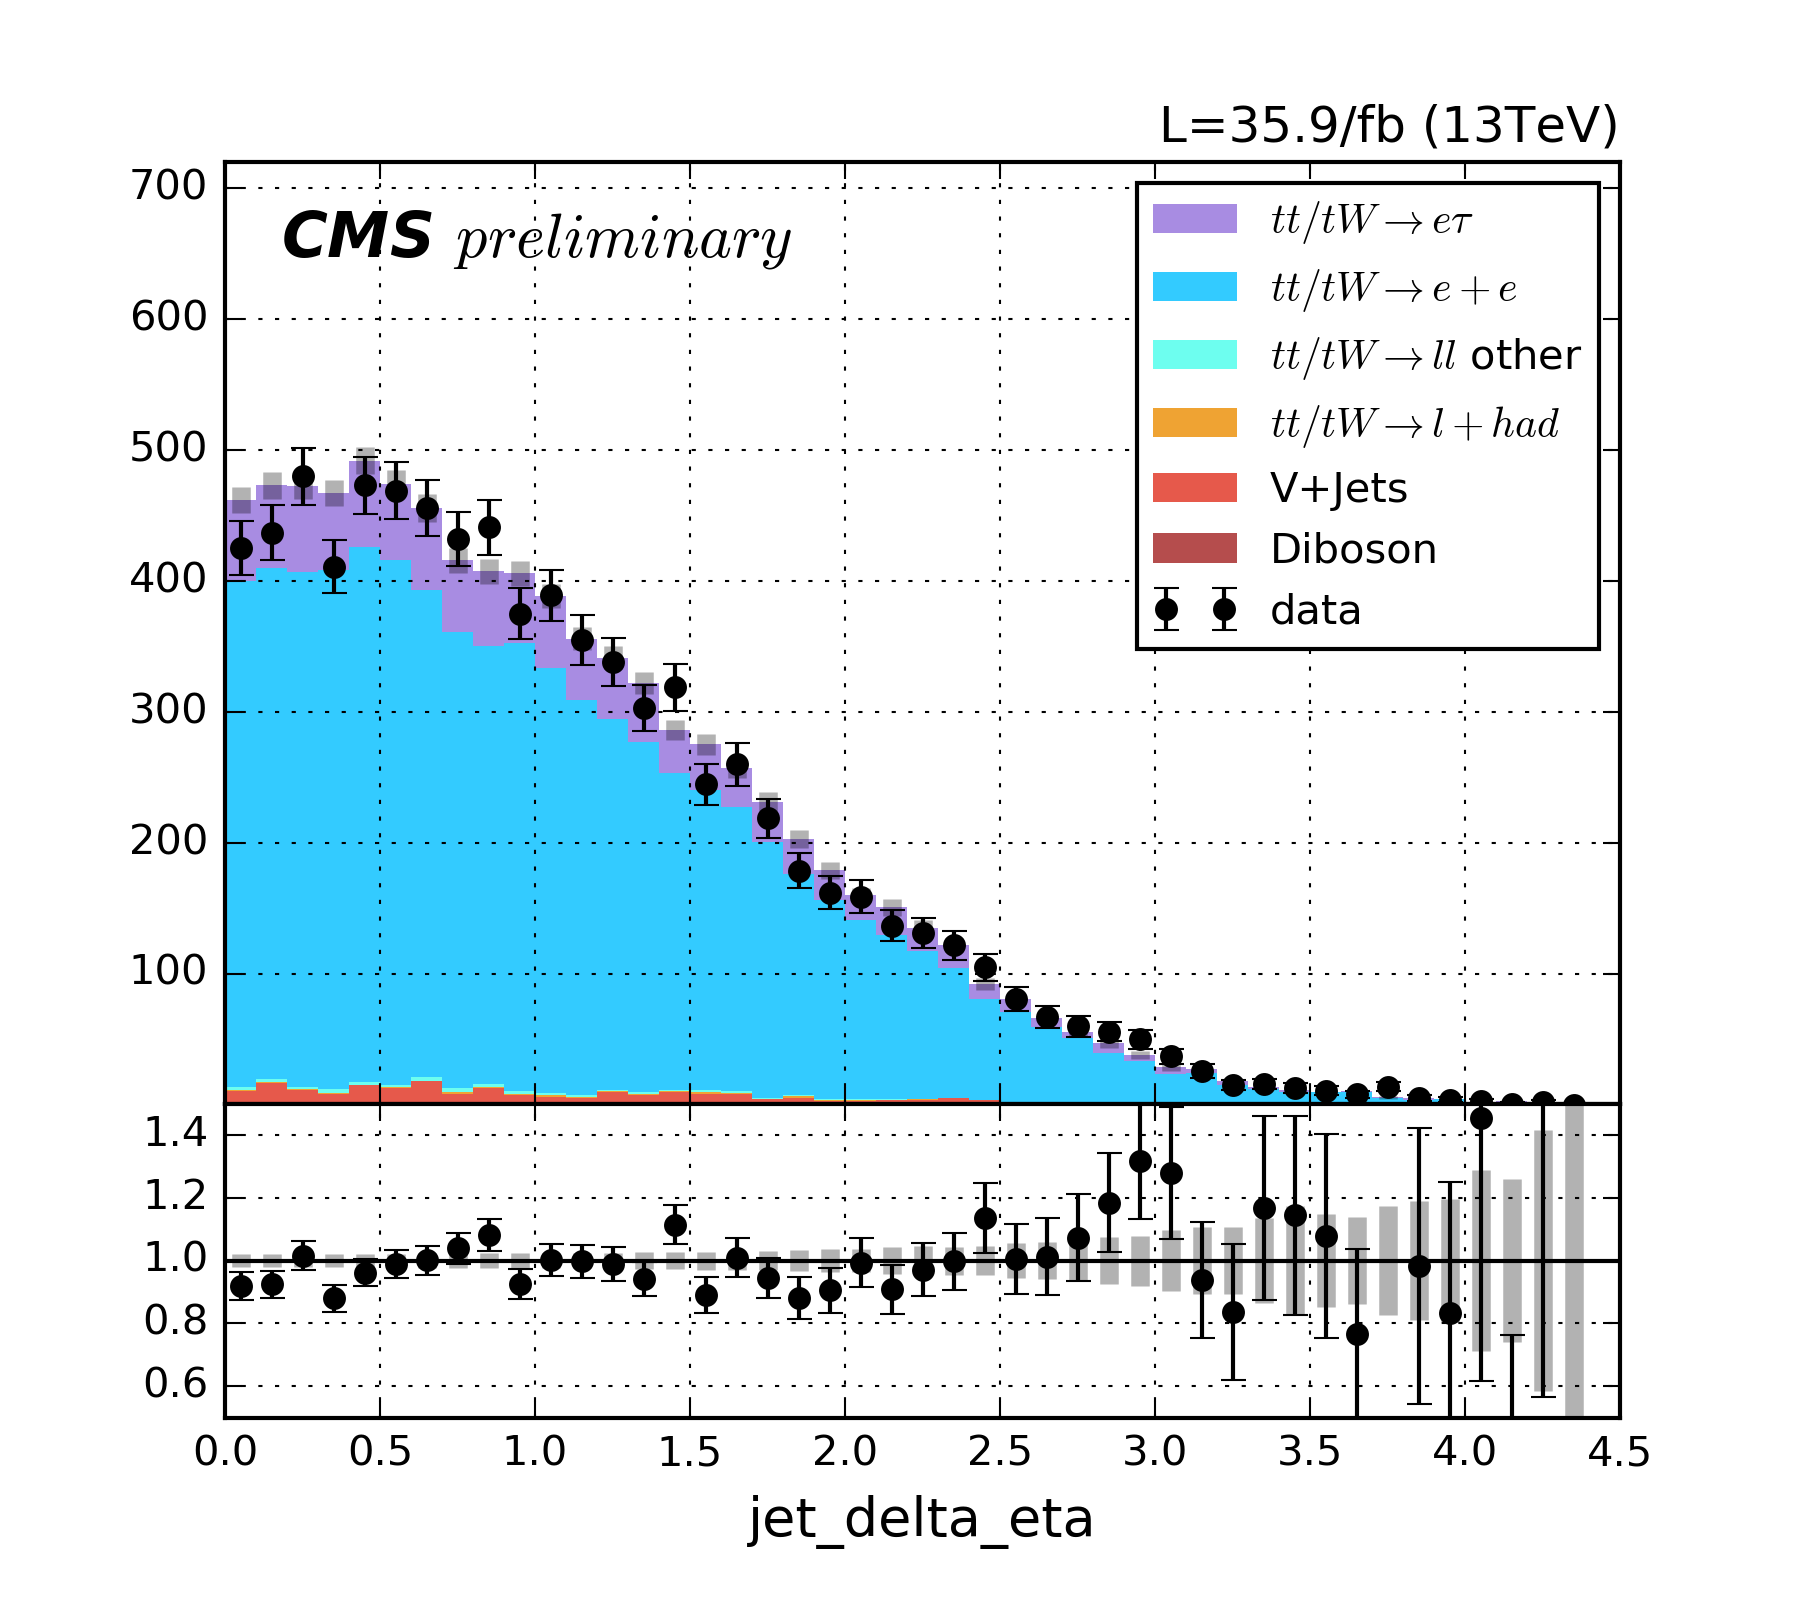 L=35.9/fb (13TeV)
CMS preliminary
700
600
500
400
300
200
100
tt/tW → eτ
tt/tW → e + e
tt/tW → ll other
tt/tW → l + had
V+Jets
Diboson
data
1.4
1.2
1.0
0.8
0.6
0.0 0.5 1.0 1.5 2.0 2.5 3.0 3.5 4.0 4.5
jet_delta_eta